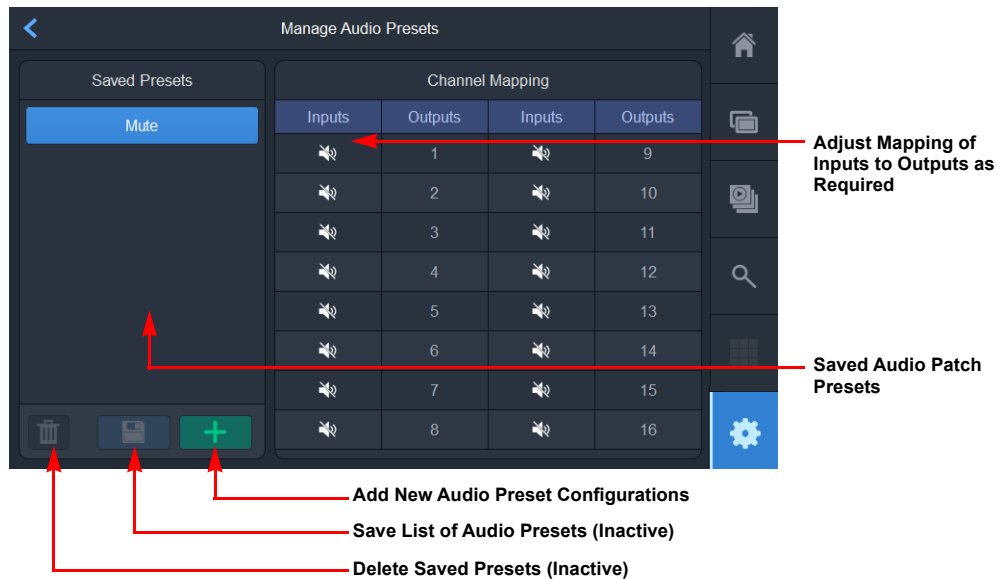 Manage Audio Presets
Saved Presets
Mute
Channel Mapping
Inputs Outputs Inputs Outputs
1 9
2 10
3 11
4 12
5 13
6 14
7 15
8 16
Adjust Mapping of
Inputs to Outputs as
Required
Saved Audio Patch
Presets
Add New Audio Preset Configurations
Save List of Audio Presets (Inactive)
Delete Saved Presets (Inactive)